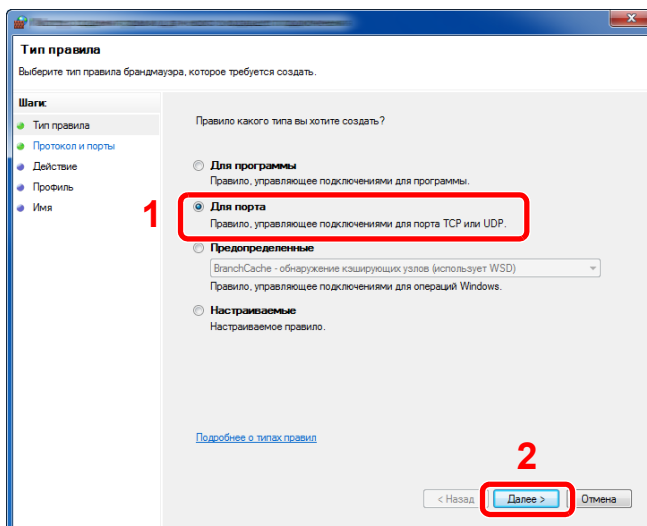 Тип правила
Выберите тип правила брандмауэра, которое требуется создать.
Шаги:
Тип правила
Протокол и порты
Действие
Профиль
Имя
Правило какого типа вы хотите создать?
Для программы
Правило, управляющее подключениями для программы.
1
Для порта
Правило, управляющее подключениями для порта TCP или UDP.
Предопределенные
BranchCache - обнаружение кэширующих узлов (использует WSD)
Правило, управляющее подключениями для операций Windows.
Настраиваемые
Настраиваемое правило.
Подробнее о типах правил
2
< Назад
Далее >
Отмена